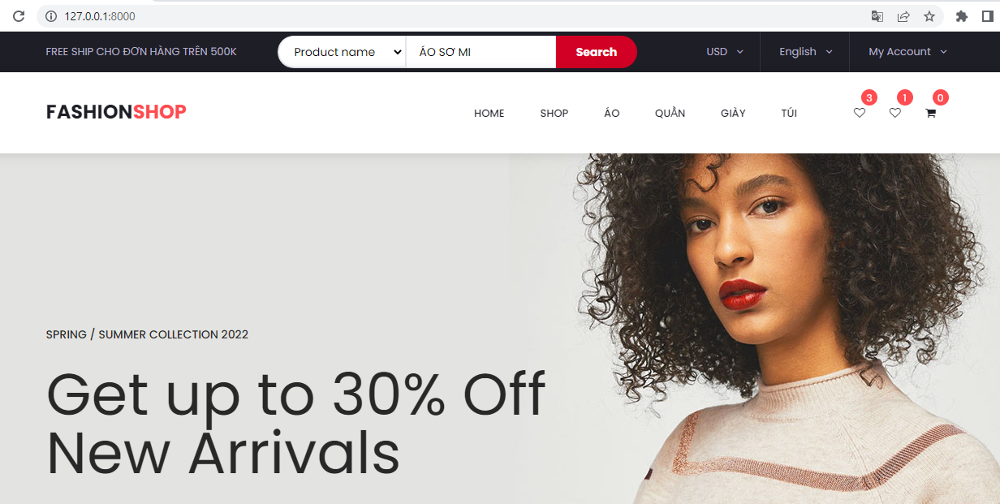 127.0.0.1:8000
FREE SHIP CHO ĐƠN HÀNG TRÊN 500K
Product name
ÁO SƠ MI
Search
USD
English
My Account
FASHIONSHOP
HOME
SHOP
ÁO
QUẦN
GIÀY
TÚI
3
1
0
SPRING / SUMMER COLLECTION 2022
Get up to 30% Off
New Arrivals